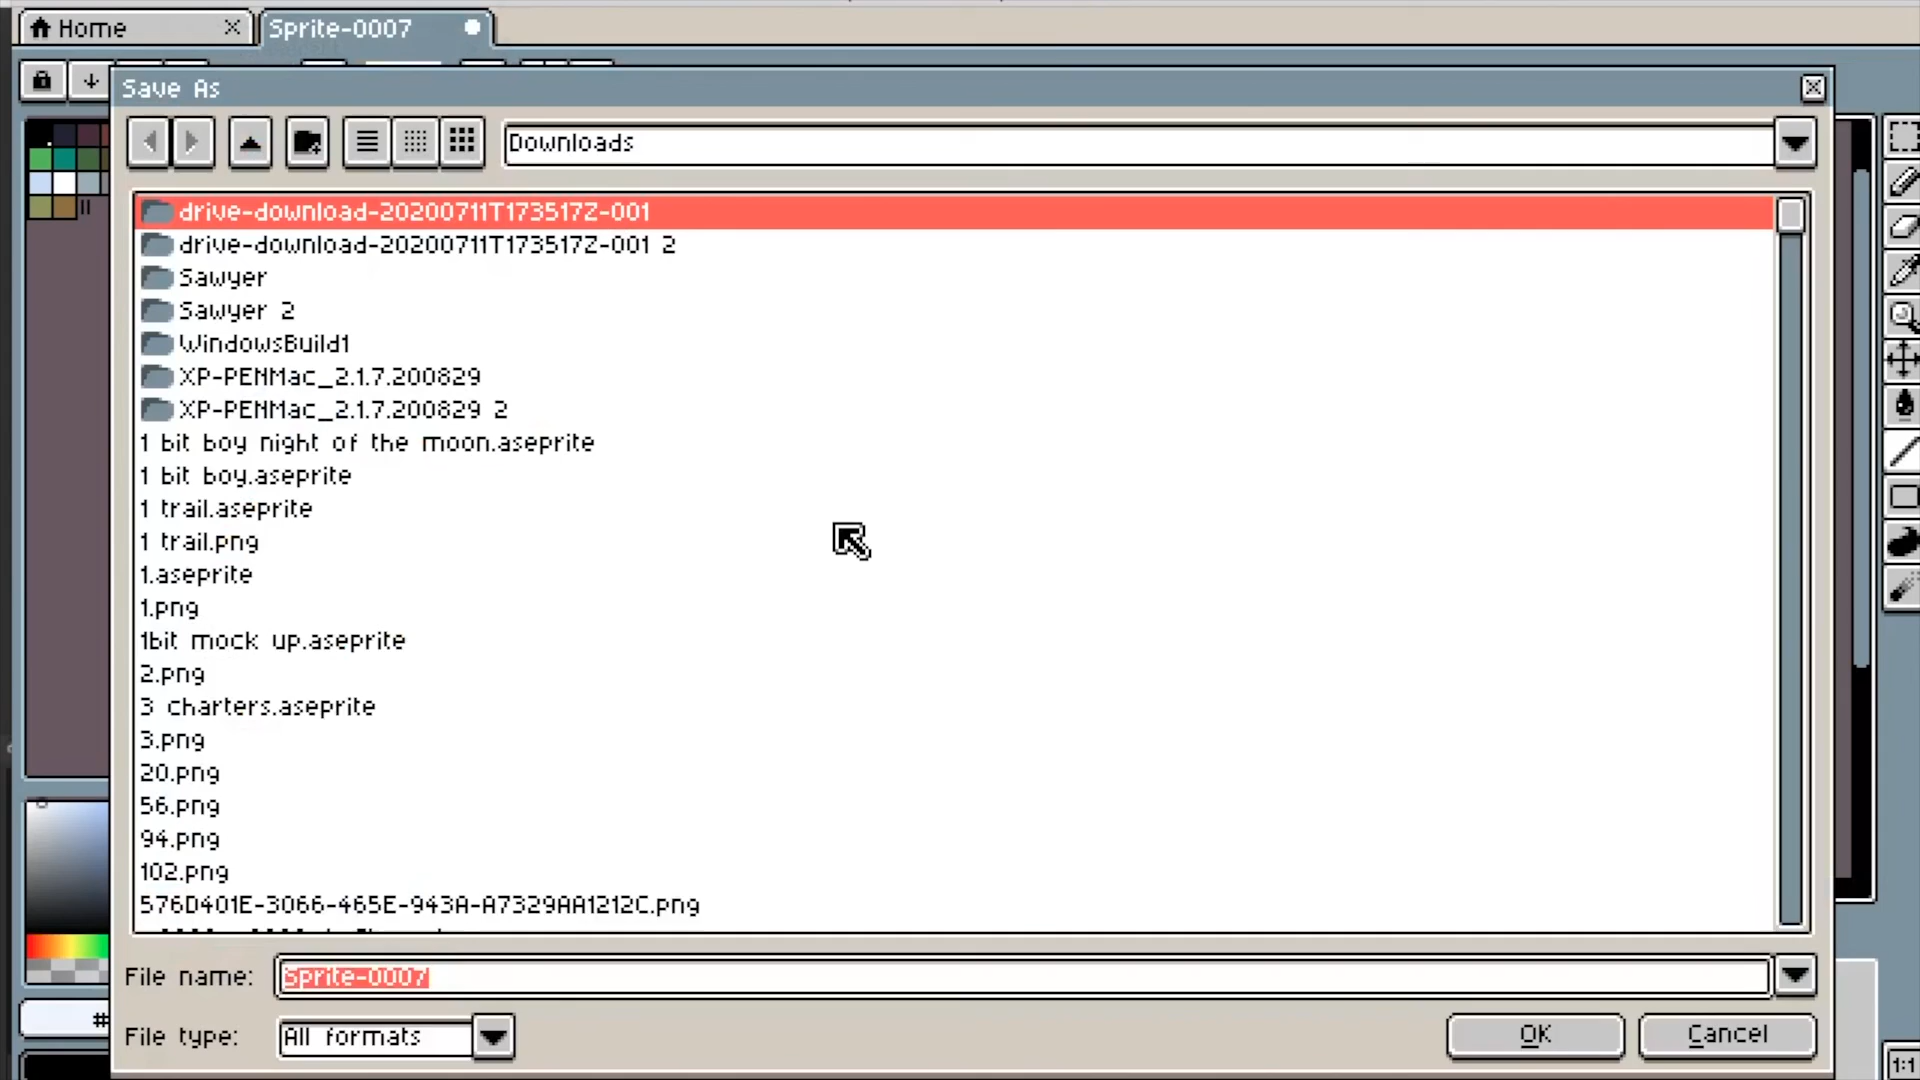 Home
Sprite-0007
Save As
Downloads
drive-download-20200711T173517Z-001
drive-download-20200711T173517Z-001 2
Sawyer
Sawyer 2
WindowsBuild1
XP-PENMac_2.1.7.200829
XP-PENMac_2.1.7.200829 2
1 bit boy night of the moon.aseprite
1 bit boy.aseprite
1 trail.aseprite
1 trail.png
1.aseprite
1.png
1bit mock up.aseprite
2.png
3 charters.aseprite
3.png
20.png
56.png
94.png
102.png
576D401E-3066-465E-943A-A7329AA1212C.png
File name: Sprite-0007
#
File type: All formats
OK
Cancel
1:1